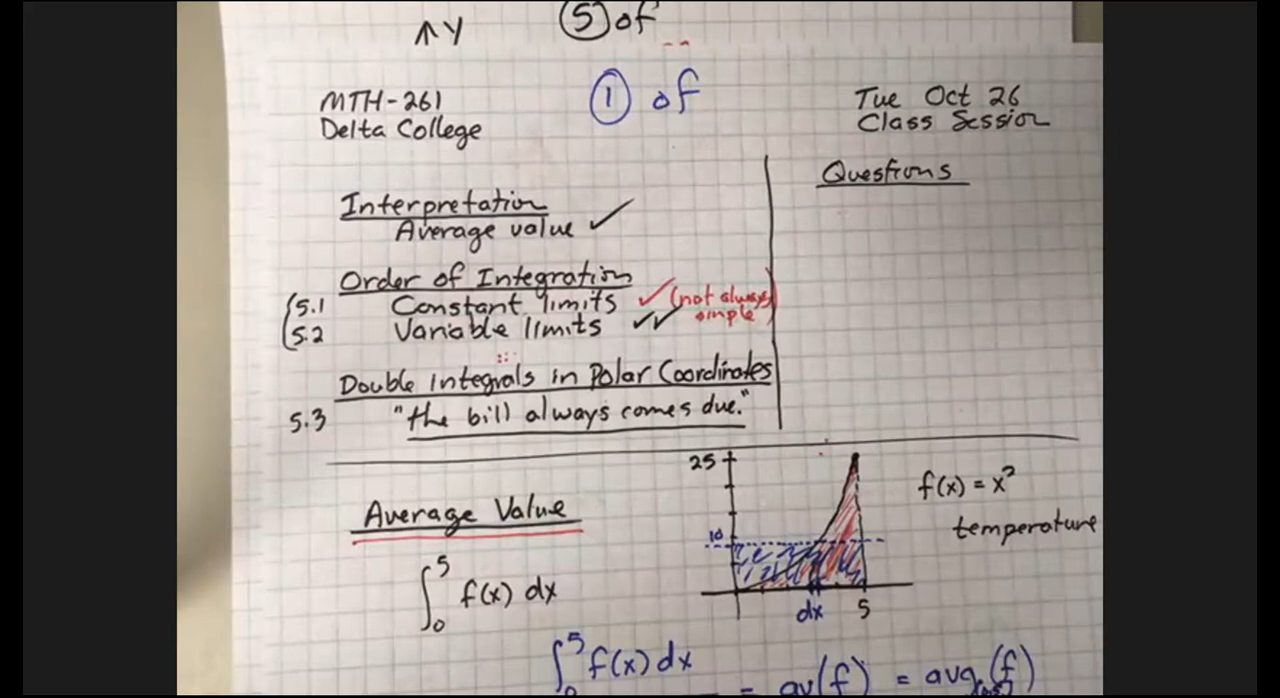 ↑Y ⑤ of
MTH-261 ① of Tue Oct 26
Delta College Class Session
Questions
Interpretation
Average value ✓
Order of Integration
5.1 Constant limits ✓ (not always
simple)
5.2 Variable limits ✓✓
Double Integrals in Polar Coordinates
5.3 "the bill always comes due."
25
f(x) = x²
temperature
Average Value
10
∫₀⁵ f(x) dx
dx 5
∫₀⁵ f(x) dx
= av(f) = avg(f)